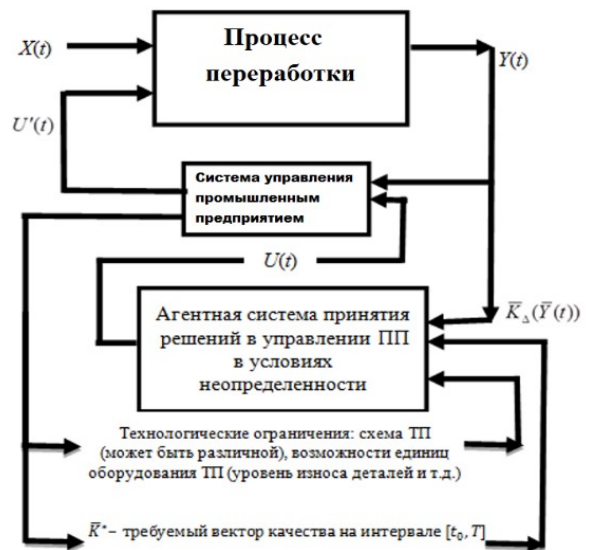 Процесс
переработки
X(t)
Y(t)
U'(t)
Система управления
промышленным
предприятием
U(t)
K̅_Δ(Y̅(t))
Агентная система принятия
решений в управлении ПП
в условиях
неопределенности
Технологические ограничения: схема ТП
(может быть различной), возможности единиц
оборудования ТП (уровень износа деталей и т.д.)
K̅* – требуемый вектор качества на интервале [t₀, T]